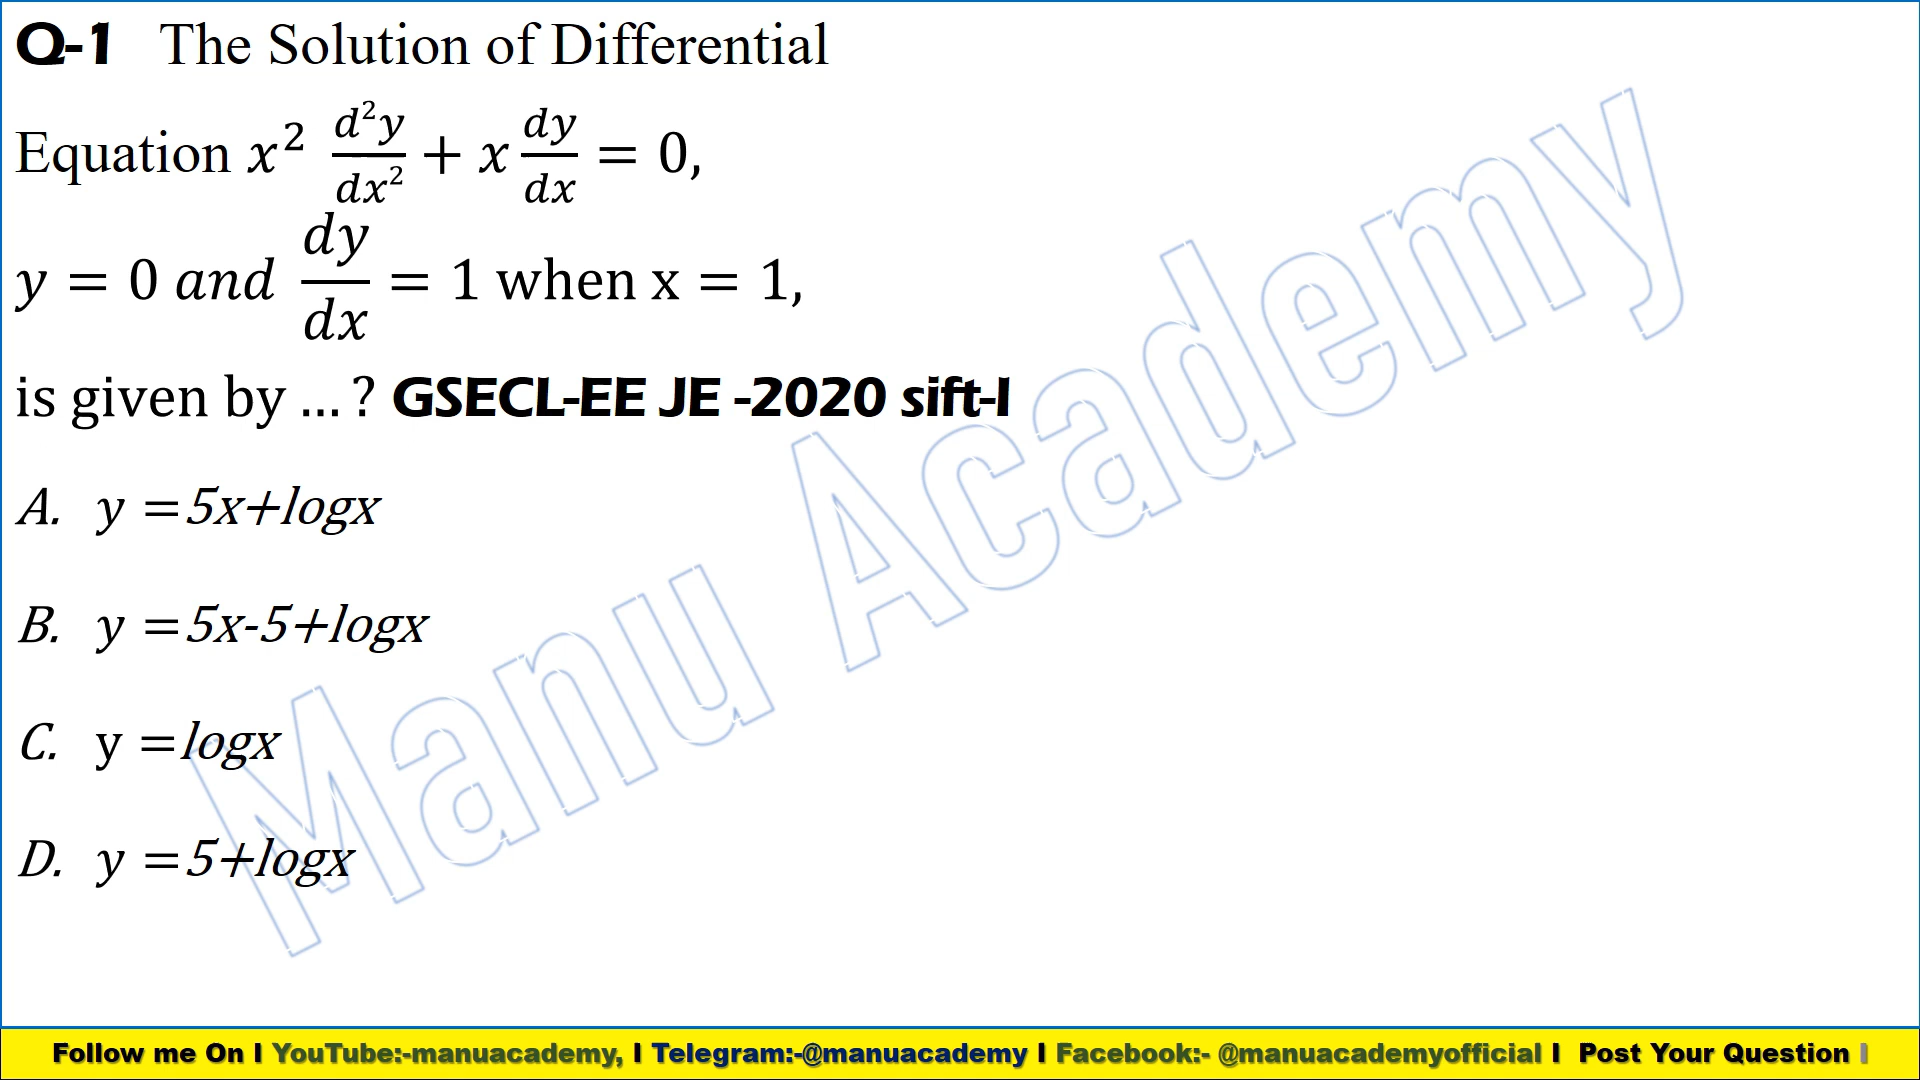 Q-1 The Solution of Differential
Equation x² d²y/dx² + x dy/dx = 0,
y = 0 and dy/dx = 1 when x = 1,
is given by … ? GSECL-EE JE -2020 sift-I
A. y =5x+logx
B. y =5x-5+logx
C. y =logx
D. y =5+logx
Manu Academy
Follow me On I YouTube:-manuacademy, I Telegram:-@manuacademy I Facebook:- @manuacademyofficial I Post Your Question I